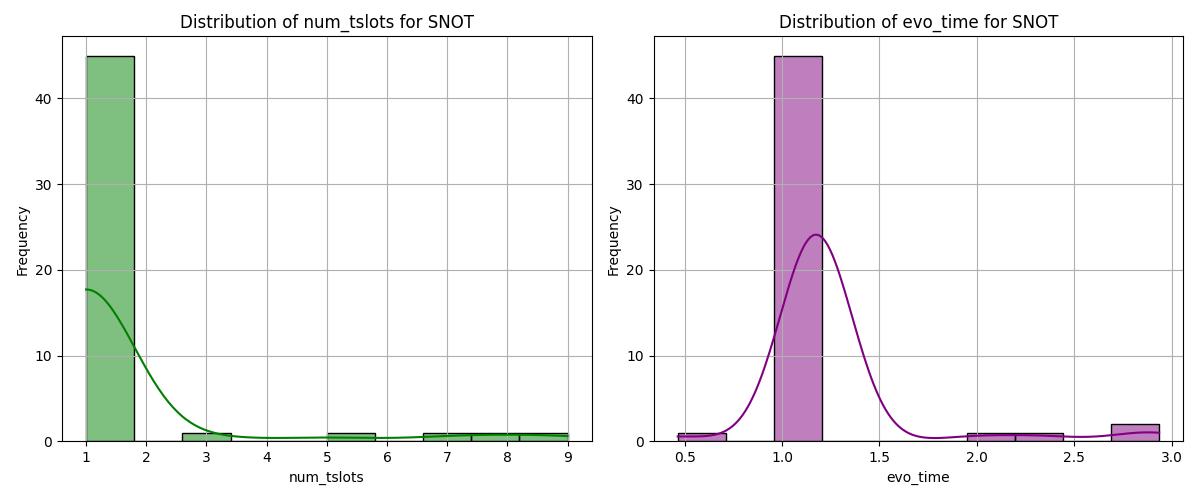 Distribution of num_tslots for SNOT
Frequency
40
30
20
10
0
1 2 3 4 5 6 7 8 9
num_tslots
Distribution of evo_time for SNOT
Frequency
40
30
20
10
0
0.5 1.0 1.5 2.0 2.5 3.0
evo_time